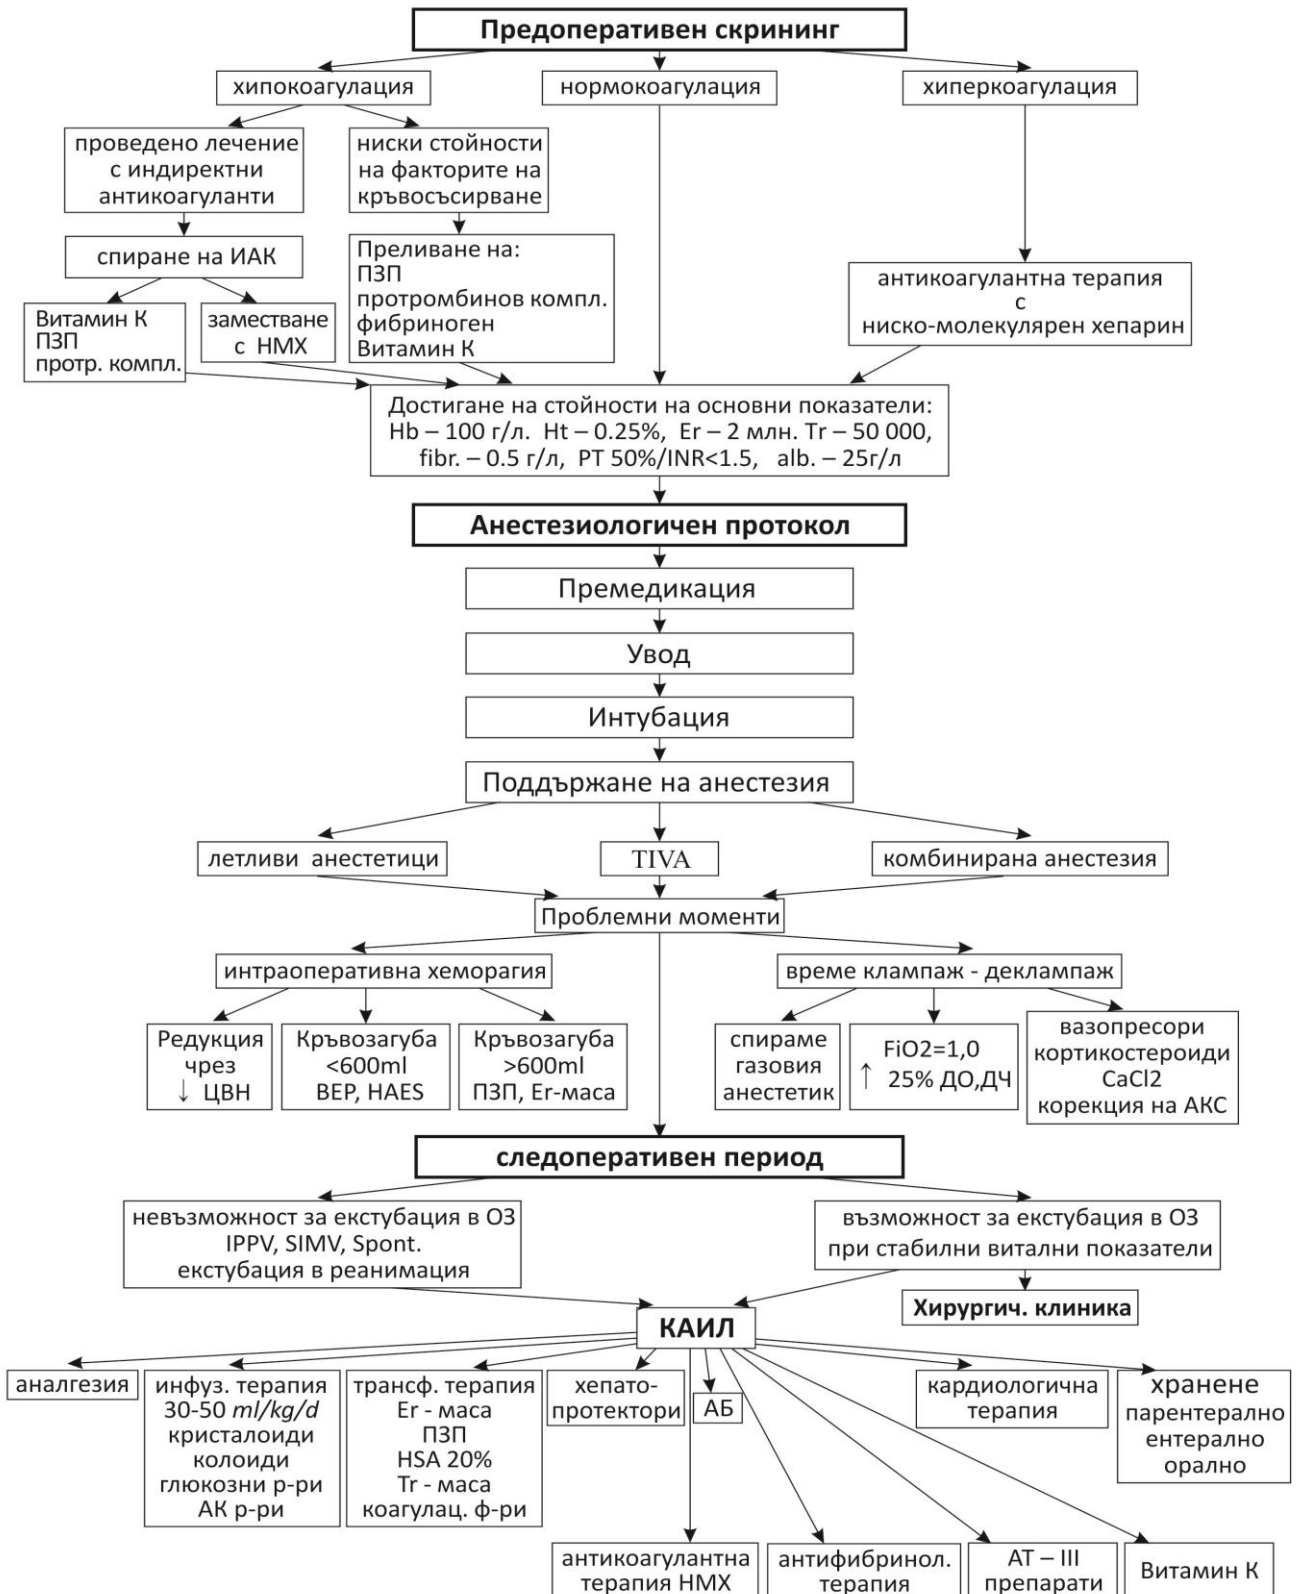 Предоперативен скрининг
хипокоагулация
нормокоагулация
хиперкоагулация
проведено лечение
с индиректни
антикоагуланти
ниски стойности
на факторите на
кръвосъсирване
спиране на ИАК
Преливане на:
ПЗП
протромбинов компл.
фибриноген
Витамин К
антикоагулантна терапия
с
ниско-молекулярен хепарин
Витамин К
ПЗП
протр. компл.
заместване
с НМХ
Достигане на стойности на основни показатели:
Hb – 100 г/л. Ht – 0.25%, Er – 2 млн. Tr – 50 000,
fibr. – 0.5 г/л, PT 50%/INR<1.5, alb. – 25г/л
Анестезиологичен протокол
Премедикация
Увод
Интубация
Поддържане на анестезия
летливи анестетици
TIVA
комбинирана анестезия
Проблемни моменти
интраоперативна хеморагия
време клампаж - деклампаж
Редукция
чрез
↓ ЦВН
Кръвозагуба
<600ml
ВЕР, HAES
Кръвозагуба
>600ml
ПЗП, Er-маса
спираме
газовия
анестетик
FiO2=1,0
↑ 25% ДО,ДЧ
вазопресори
кортикостероиди
CaCl2
корекция на АКС
следоперативен период
невъзможност за екстубация в ОЗ
IPPV, SIMV, Spont.
екстубация в реанимация
възможност за екстубация в ОЗ
при стабилни витални показатели
Хирургич. клиника
КАИЛ
аналгезия
инфуз. терапия
30-50 ml/kg/d
кристалоиди
колоиди
глюкозни р-ри
АК р-ри
трансф. терапия
Er - маса
ПЗП
HSA 20%
Tr - маса
коагулац. ф-ри
хепато-
протектори
АБ
кардиологична
терапия
хранене
парентерално
ентерално
орално
антикоагулантна
терапия НМХ
антифибринол.
терапия
АТ – III
препарати
Витамин К